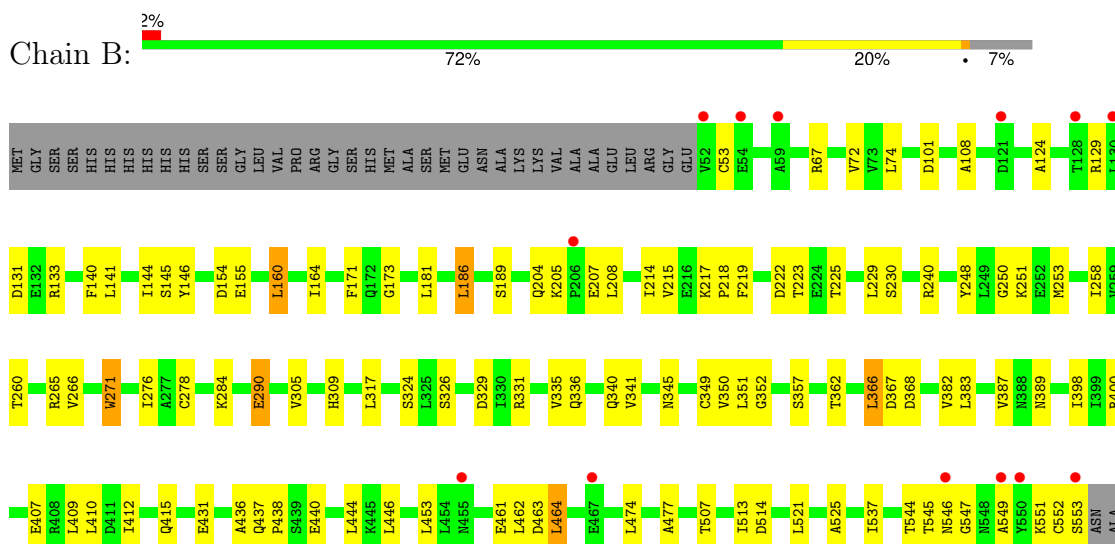 2%
Chain B:
72% 20% • 7%
MET GLY SER SER HIS HIS HIS HIS HIS HIS SER SER GLY LEU VAL PRO ARG GLY SER HIS MET ALA SER MET GLU ASN ALA LYS LYS VAL ALA ALA GLU LEU ARG GLY GLU V52 C53 E54 A59 R67 V72 V73 L74 D101 A108 D121 A124 T128 R129 L130
D131 E132 R133 F140 L141 I144 S145 Y146 D154 E155 L160 I164 F171 Q172 G173 L181 L186 S189 Q204 K205 P206 E207 L208 I214 V215 E216 K217 P218 F219 D222 T223 E224 T225 L229 S230 R240 Y248 L249 G250 K251 E252 M253 I258 V259
T260 R265 V266 W271 I276 A277 C278 K284 E290 V305 H309 L317 S324 L325 S326 D329 I330 R331 V335 Q336 Q340 V341 N345 C349 V350 L351 G352 S357 T362 L366 D367 D368 V382 L383 V387 N388 N389 I398 I399 R400
E407 R408 L409 L410 D411 I412 Q415 E431 A436 Q437 P438 S439 E440 L444 K445 L446 L453 L454 N455 E461 L462 D463 L464 E467 L474 A477 T507 I513 D514 L521 A525 I537 T544 T545 N546 G547 N548 A549 Y550 K551 C552 S553 ASN ALA